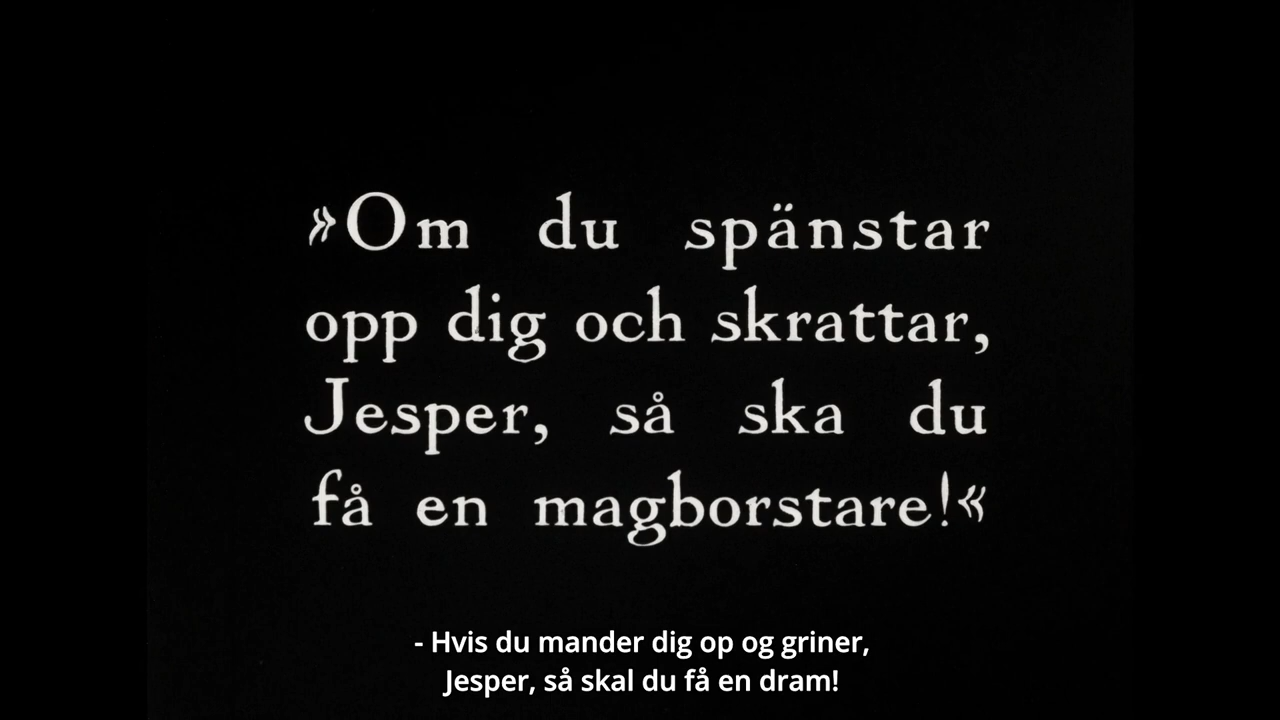 »Om du spänstar
opp dig och skrattar,
Jesper, så ska du
få en magborstare!«
- Hvis du mander dig op og griner,
Jesper, så skal du få en dram!